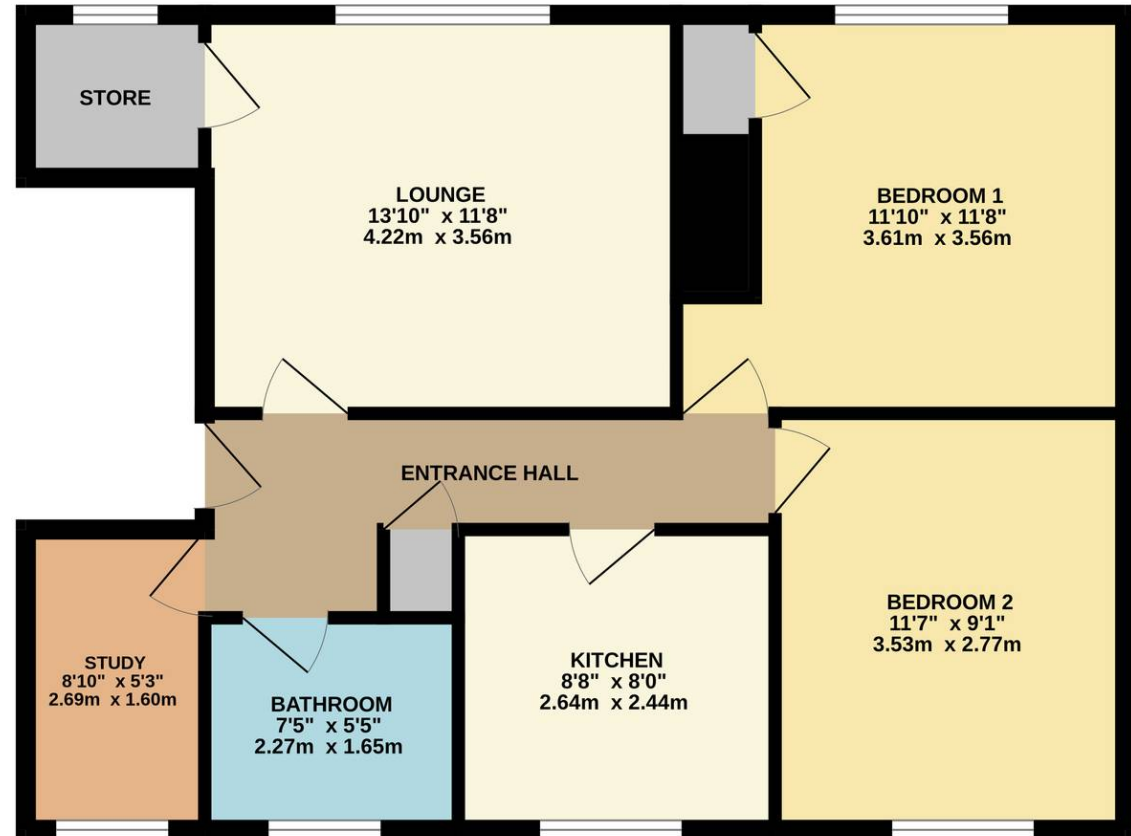 STORE
LOUNGE
13'10" x 11'8"
4.22m x 3.56m
BEDROOM 1
11'10" x 11'8"
3.61m x 3.56m
ENTRANCE HALL
STUDY
8'10" x 5'3"
2.69m x 1.60m
BATHROOM
7'5" x 5'5"
2.27m x 1.65m
KITCHEN
8'8" x 8'0"
2.64m x 2.44m
BEDROOM 2
11'7" x 9'1"
3.53m x 2.77m